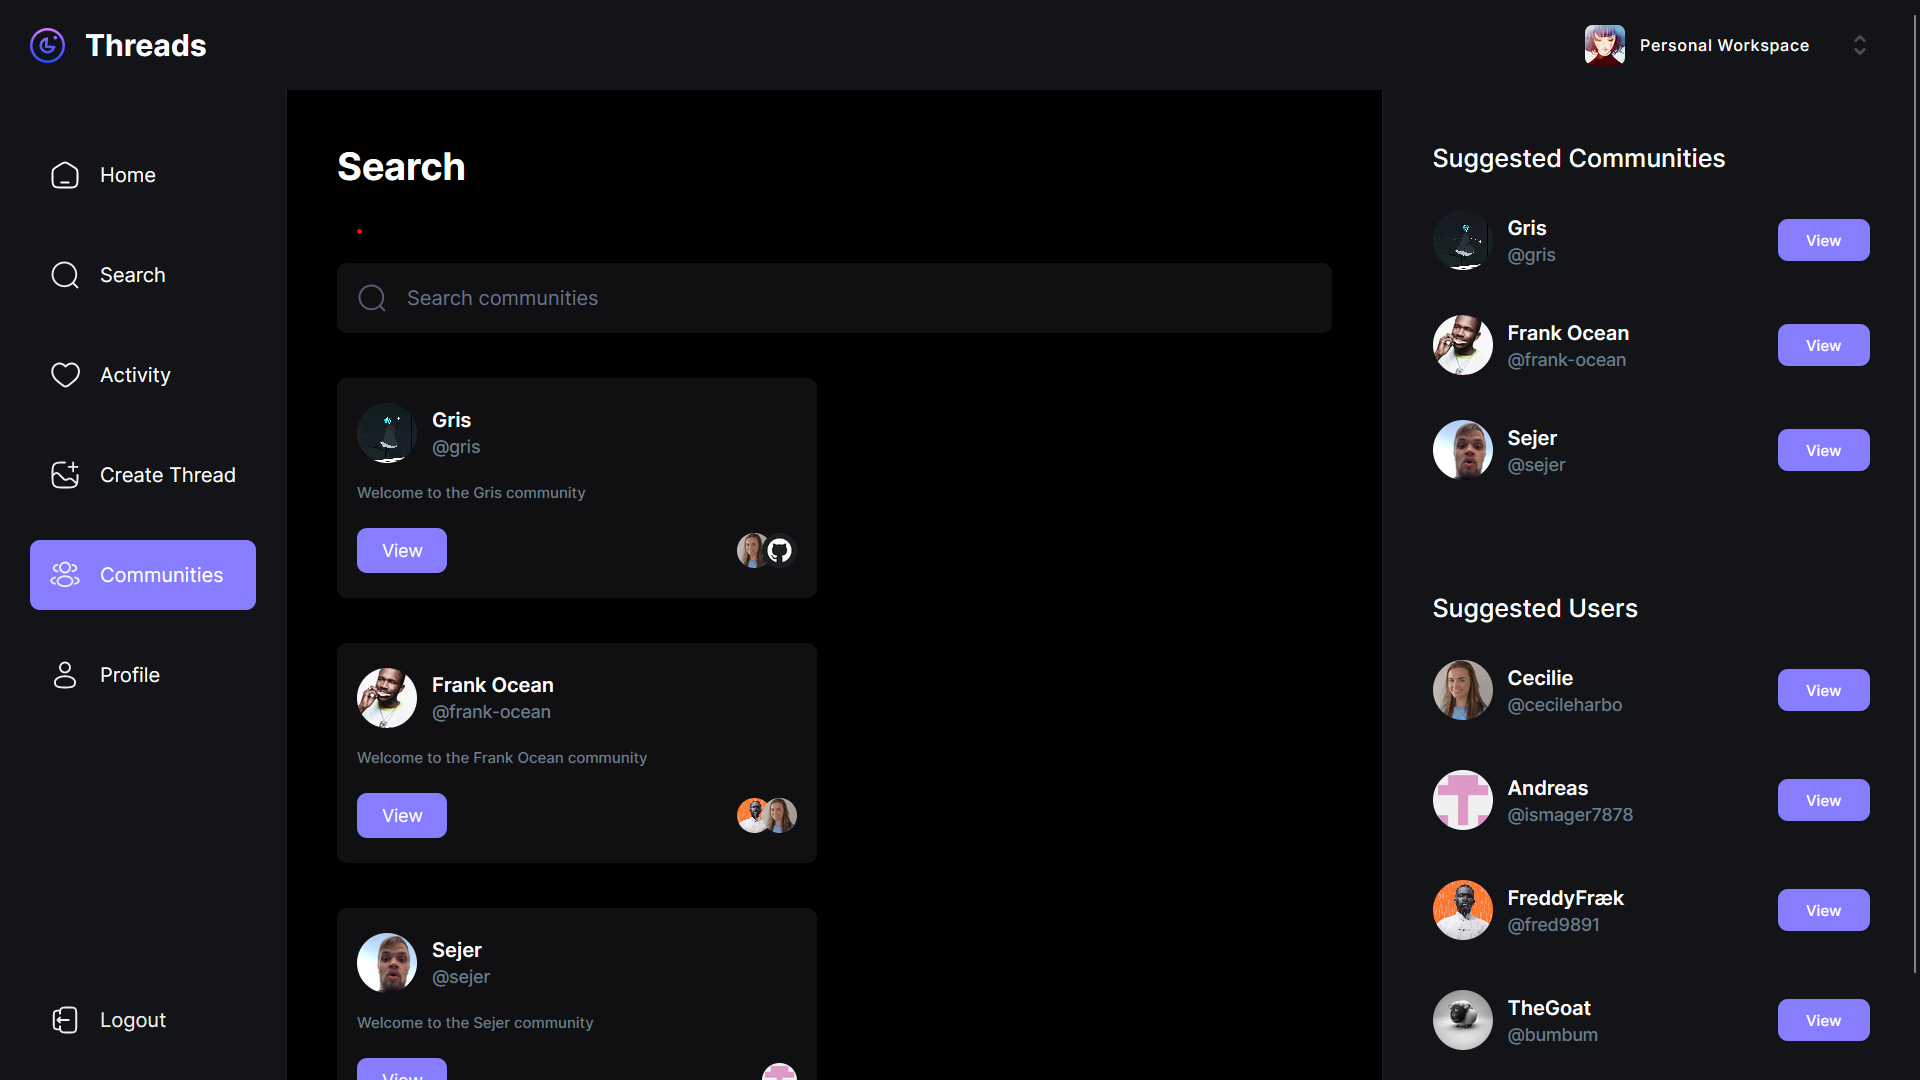 Threads
Personal Workspace
Home
Search
Activity
Create Thread
Communities
Profile
Logout
Search
Search communities
Gris
@gris
Welcome to the Gris community
View
Frank Ocean
@frank-ocean
Welcome to the Frank Ocean community
View
Sejer
@sejer
Welcome to the Sejer community
View
Suggested Communities
Gris
@gris
View
Frank Ocean
@frank-ocean
View
Sejer
@sejer
View
Suggested Users
Cecilie
@cecileharbo
View
Andreas
@ismager7878
View
FreddyFræk
@fred9891
View
TheGoat
@bumbum
View